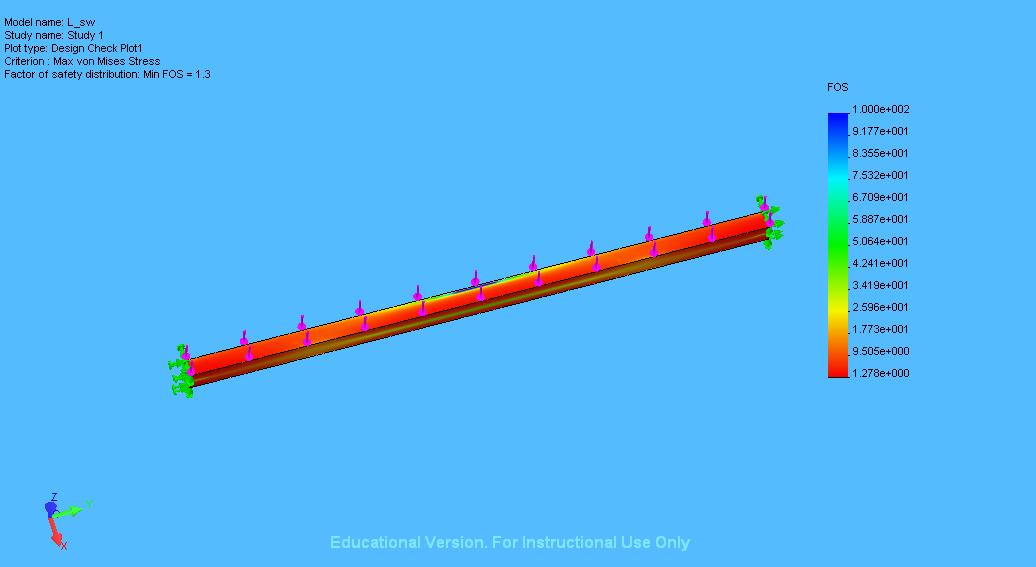 Model name: L_sw
Study name: Study 1
Plot type: Design Check Plot1
Criterion : Max von Mises Stress
Factor of safety distribution: Min FOS = 1.3
FOS
1.000e+002
9.177e+001
8.355e+001
7.532e+001
6.709e+001
5.887e+001
5.064e+001
4.241e+001
3.419e+001
2.596e+001
1.773e+001
9.505e+000
1.278e+000
Z
Y
X
Educational Version. For Instructional Use Only